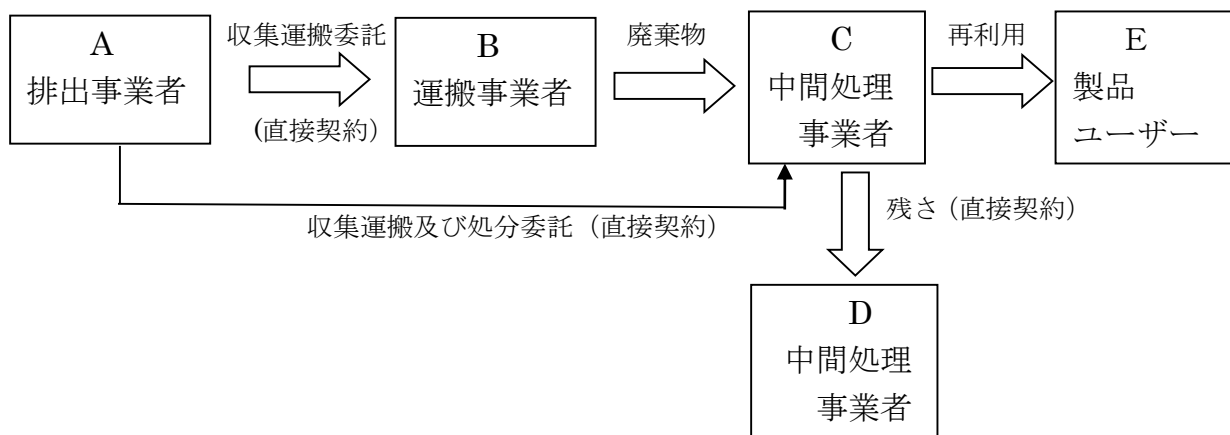 A
排出事業者
収集運搬委託
(直接契約)
B
運搬事業者
廃棄物
C
中間処理
事業者
再利用
E
製品
ユーザー
収集運搬及び処分委託（直接契約）
残さ（直接契約）
D
中間処理
事業者